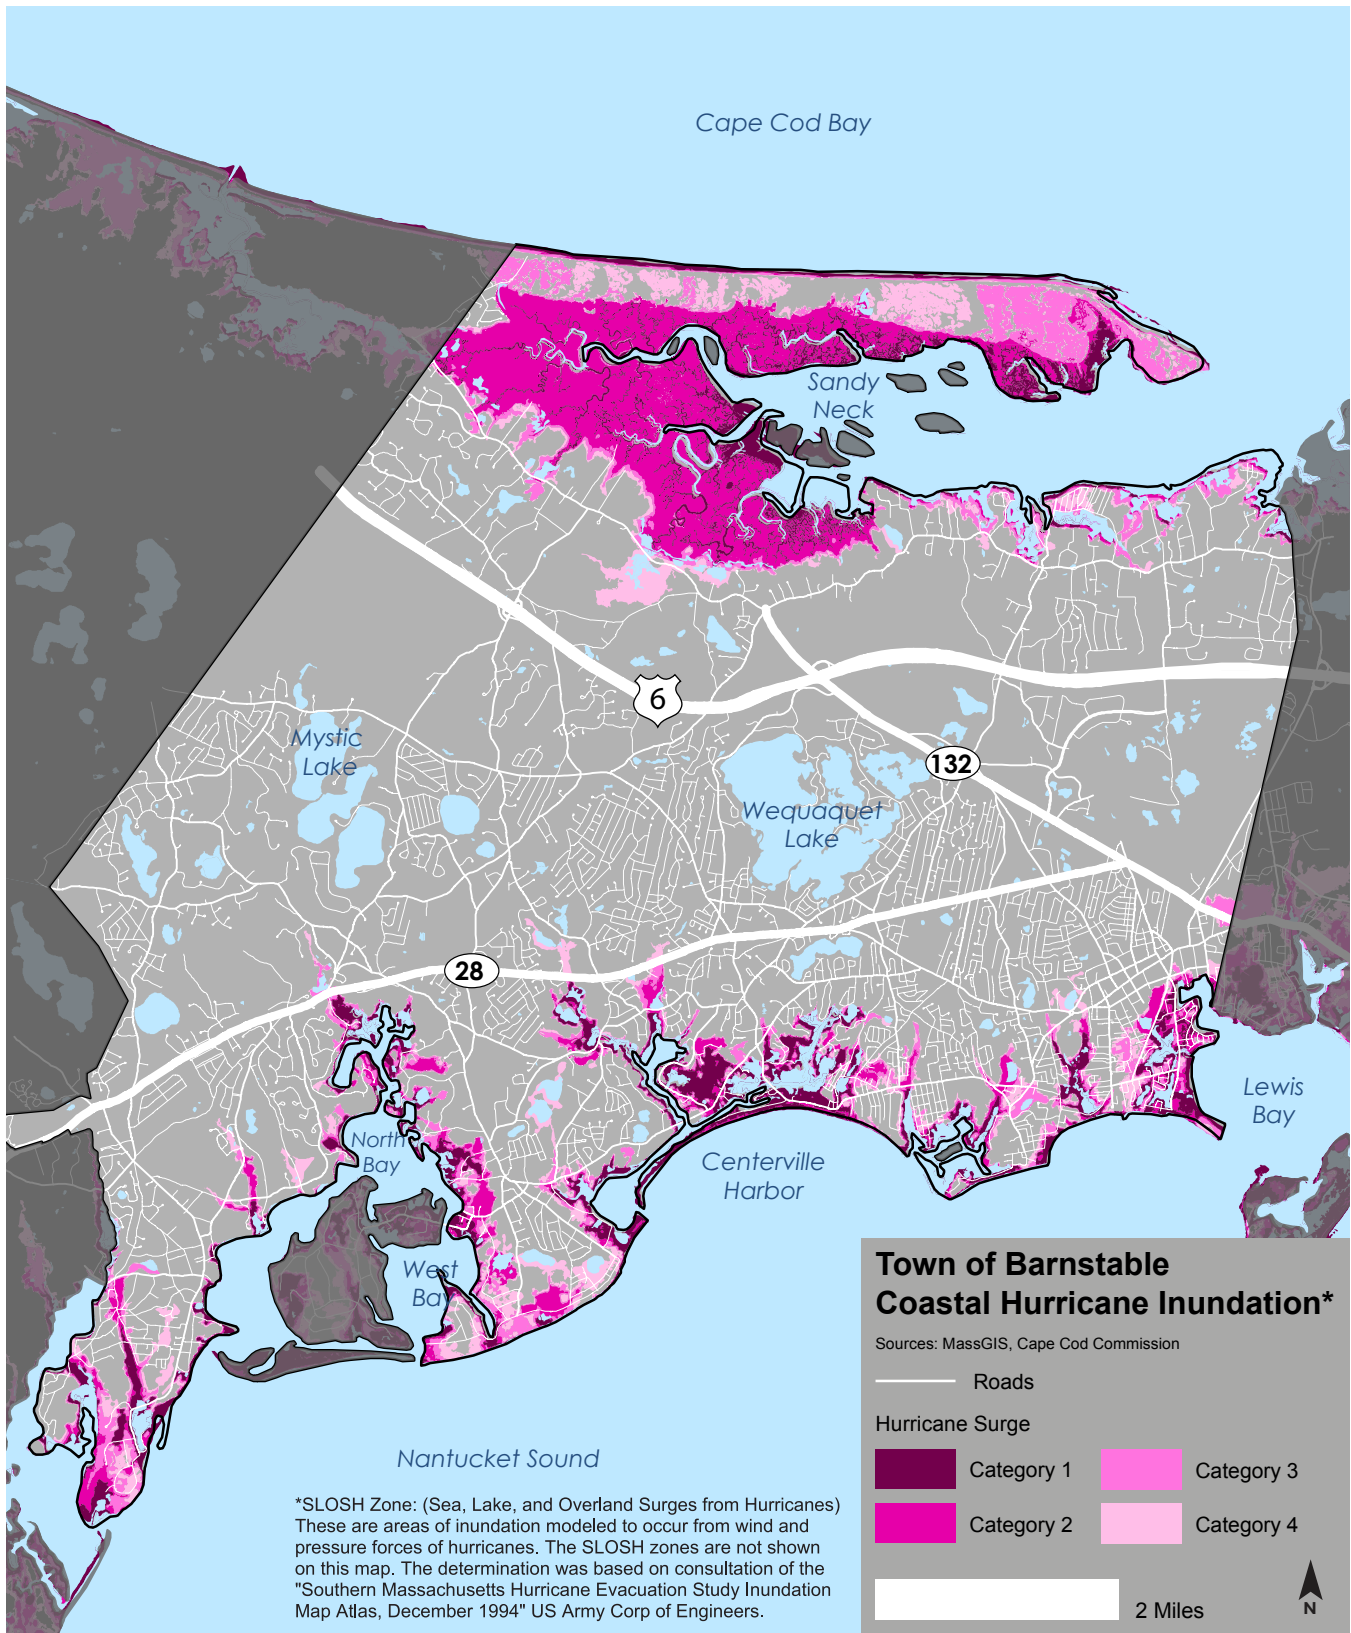 Cape Cod Bay
Sandy
Neck
6
Mystic
Lake
132
Wequaquet
Lake
28
North
Bay
Lewis
Bay
Centerville
Harbor
West
Bay
Nantucket Sound
*SLOSH Zone: (Sea, Lake, and Overland Surges from Hurricanes)
These are areas of inundation modeled to occur from wind and
pressure forces of hurricanes. The SLOSH zones are not shown
on this map. The determination was based on consultation of the
"Southern Massachusetts Hurricane Evacuation Study Inundation
Map Atlas, December 1994" US Army Corp of Engineers.
Town of Barnstable
Coastal Hurricane Inundation*
Sources: MassGIS, Cape Cod Commission
Roads
Hurricane Surge
Category 1
Category 3
Category 2
Category 4
2 Miles
N